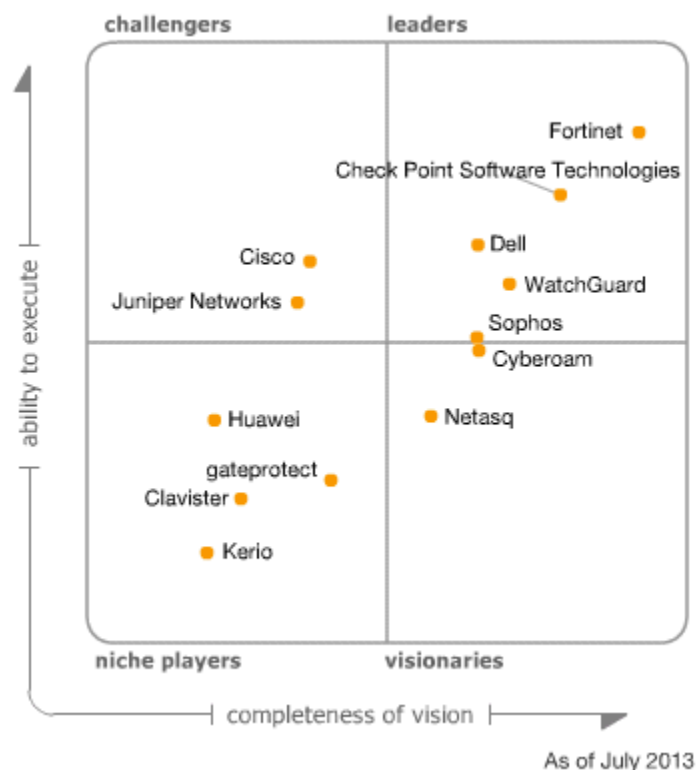 challengers
leaders
Fortinet
Check Point Software Technologies
Dell
Cisco
WatchGuard
Juniper Networks
Sophos
Cyberoam
ability to execute
Huawei
Netasq
gateprotect
Clavister
Kerio
niche players
visionaries
completeness of vision
As of July 2013